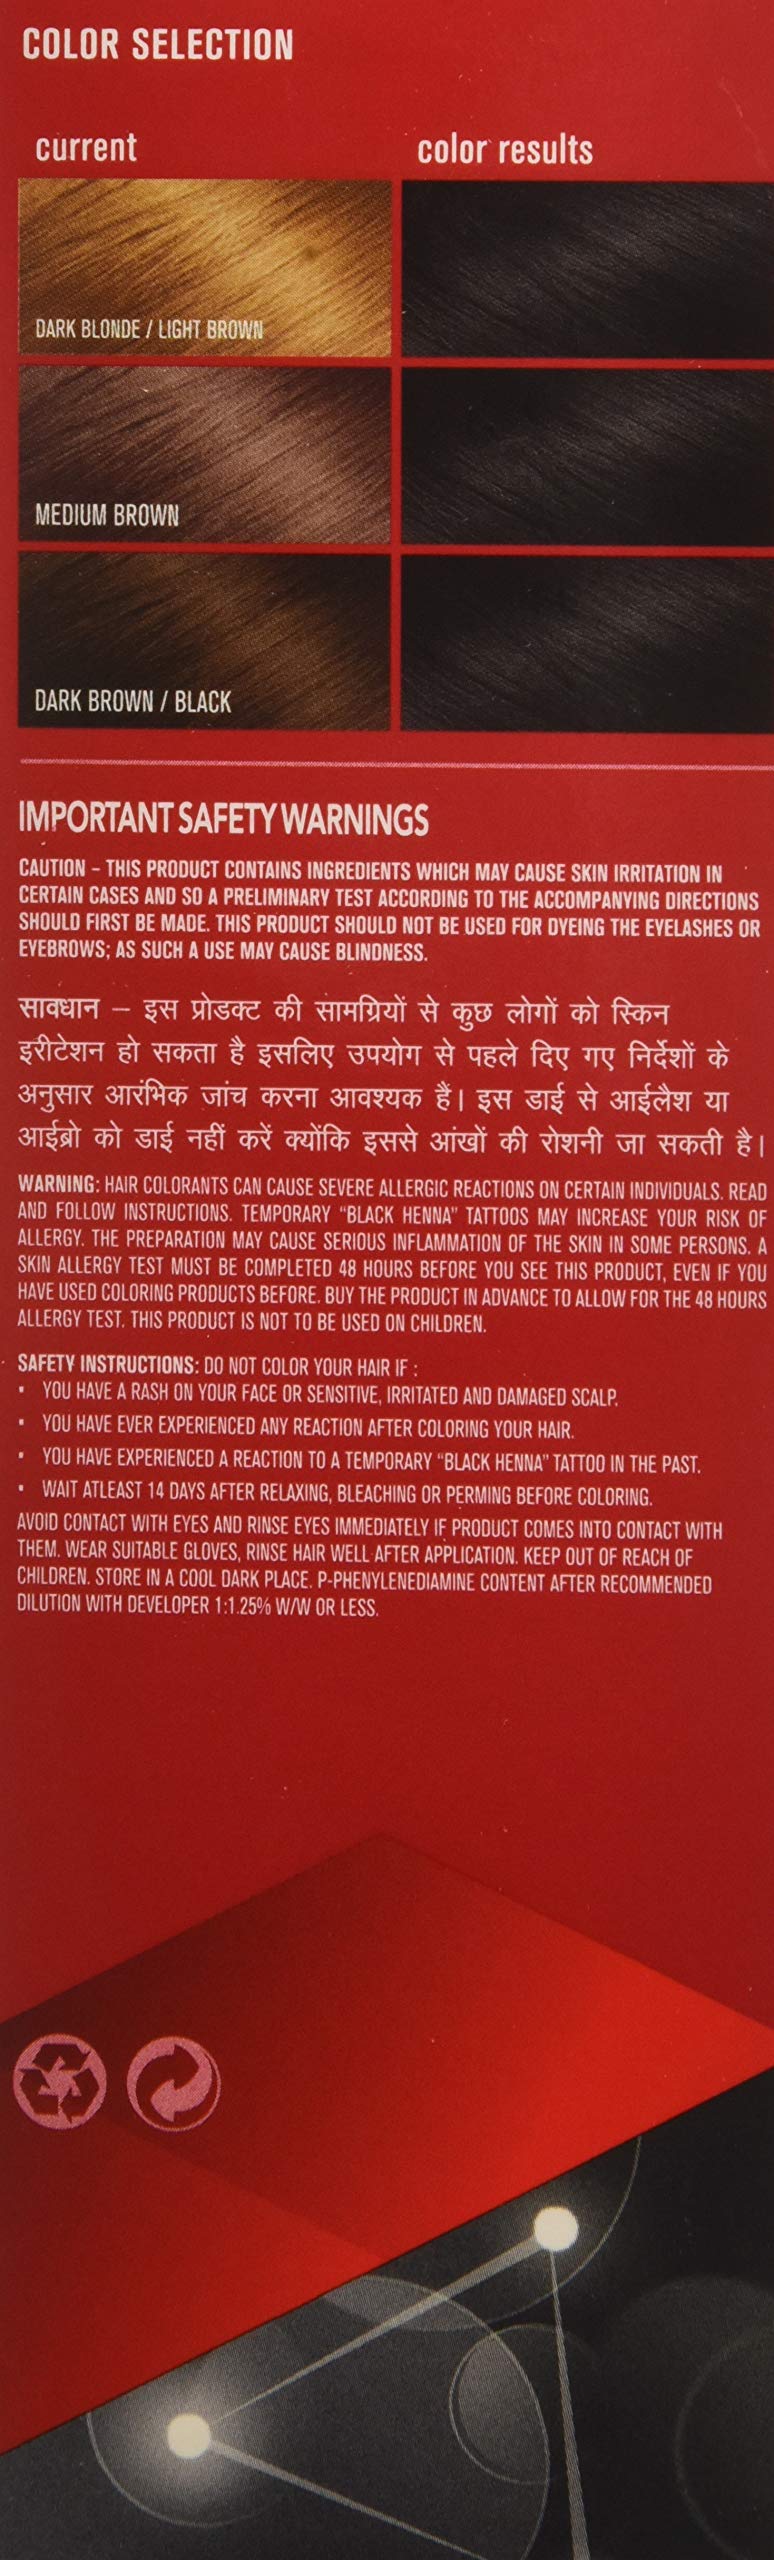 COLOR SELECTION
current
color results
DARK BLONDE / LIGHT BROWN
MEDIUM BROWN
DARK BROWN / BLACK
IMPORTANT SAFETY WARNINGS
CAUTION – THIS PRODUCT CONTAINS INGREDIENTS WHICH MAY CAUSE SKIN IRRITATION IN
CERTAIN CASES AND SO A PRELIMINARY TEST ACCORDING TO THE ACCOMPANYING DIRECTIONS
SHOULD FIRST BE MADE. THIS PRODUCT SHOULD NOT BE USED FOR DYEING THE EYELASHES OR
EYEBROWS; AS SUCH A USE MAY CAUSE BLINDNESS.
सावधान – इस प्रोडक्ट की सामग्रियों से कुछ लोगों को स्किन
इरीटेशन हो सकता है इसलिए उपयोग से पहले दिए गए निर्देशों के
अनुसार आरंभिक जांच करना आवश्यक हैं। इस डाई से आईलैश या
आईब्रो को डाई नहीं करें क्योंकि इससे आंखों की रोशनी जा सकती है।
WARNING: HAIR COLORANTS CAN CAUSE SEVERE ALLERGIC REACTIONS ON CERTAIN INDIVIDUALS. READ
AND FOLLOW INSTRUCTIONS. TEMPORARY “BLACK HENNA” TATTOOS MAY INCREASE YOUR RISK OF
ALLERGY. THE PREPARATION MAY CAUSE SERIOUS INFLAMMATION OF THE SKIN IN SOME PERSONS. A
SKIN ALLERGY TEST MUST BE COMPLETED 48 HOURS BEFORE YOU SEE THIS PRODUCT, EVEN IF YOU
HAVE USED COLORING PRODUCTS BEFORE. BUY THE PRODUCT IN ADVANCE TO ALLOW FOR THE 48 HOURS
ALLERGY TEST. THIS PRODUCT IS NOT TO BE USED ON CHILDREN.
SAFETY INSTRUCTIONS: DO NOT COLOR YOUR HAIR IF :
• YOU HAVE A RASH ON YOUR FACE OR SENSITIVE, IRRITATED AND DAMAGED SCALP.
• YOU HAVE EVER EXPERIENCED ANY REACTION AFTER COLORING YOUR HAIR.
• YOU HAVE EXPERIENCED A REACTION TO A TEMPORARY “BLACK HENNA” TATTOO IN THE PAST.
• WAIT ATLEAST 14 DAYS AFTER RELAXING, BLEACHING OR PERMING BEFORE COLORING.
AVOID CONTACT WITH EYES AND RINSE EYES IMMEDIATELY IF PRODUCT COMES INTO CONTACT WITH
THEM. WEAR SUITABLE GLOVES, RINSE HAIR WELL AFTER APPLICATION. KEEP OUT OF REACH OF
CHILDREN. STORE IN A COOL DARK PLACE. P-PHENYLENEDIAMINE CONTENT AFTER RECOMMENDED
DILUTION WITH DEVELOPER 1:1.25% W/W OR LESS.